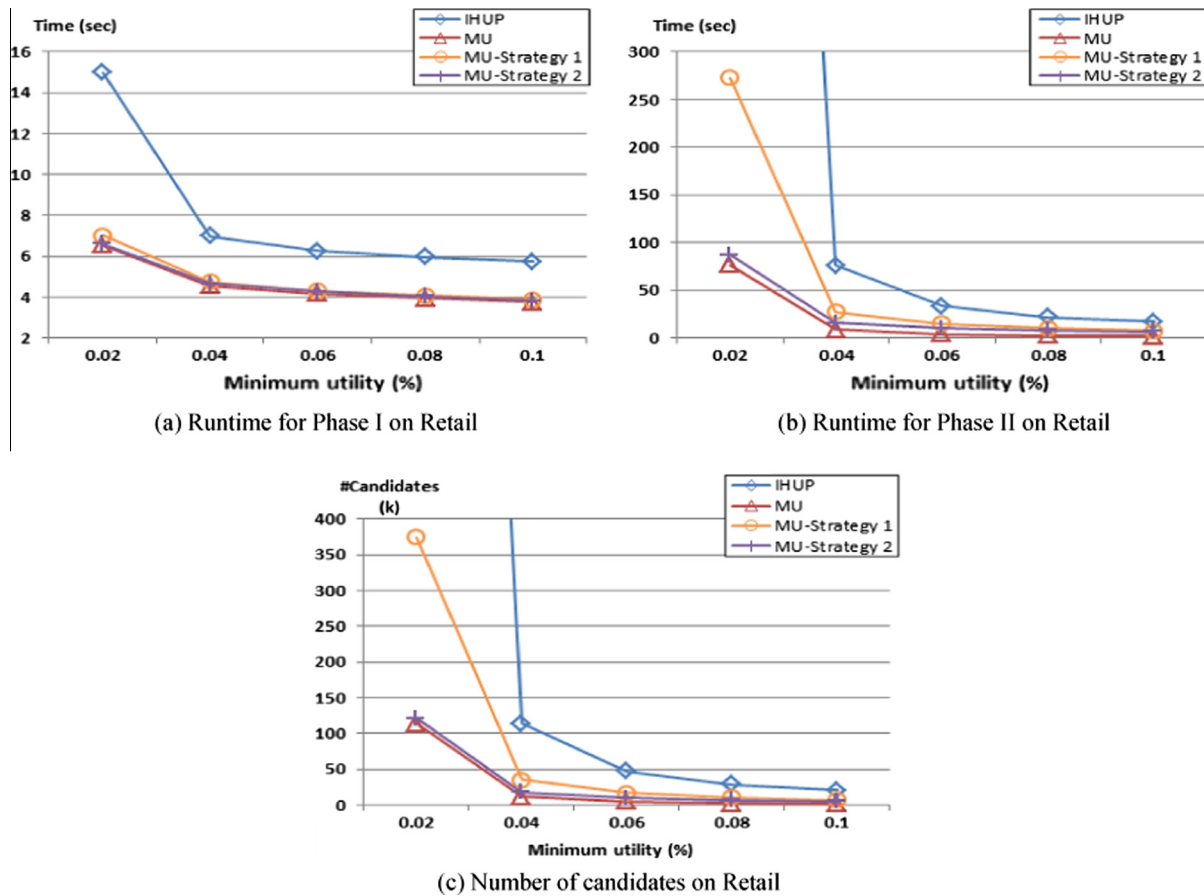 Time (sec)
IHUP
MU
MU-Strategy 1
MU-Strategy 2
16
14
12
10
8
6
4
2
0.02 0.04 0.06 0.08 0.1
Minimum utility (%)
(a) Runtime for Phase I on Retail
Time (sec)
IHUP
MU
MU-Strategy 1
MU-Strategy 2
300
250
200
150
100
50
0
0.02 0.04 0.06 0.08 0.1
Minimum utility (%)
(b) Runtime for Phase II on Retail
#Candidates
(k)
IHUP
MU
MU-Strategy 1
MU-Strategy 2
400
350
300
250
200
150
100
50
0
0.02 0.04 0.06 0.08 0.1
Minimum utility (%)
(c) Number of candidates on Retail